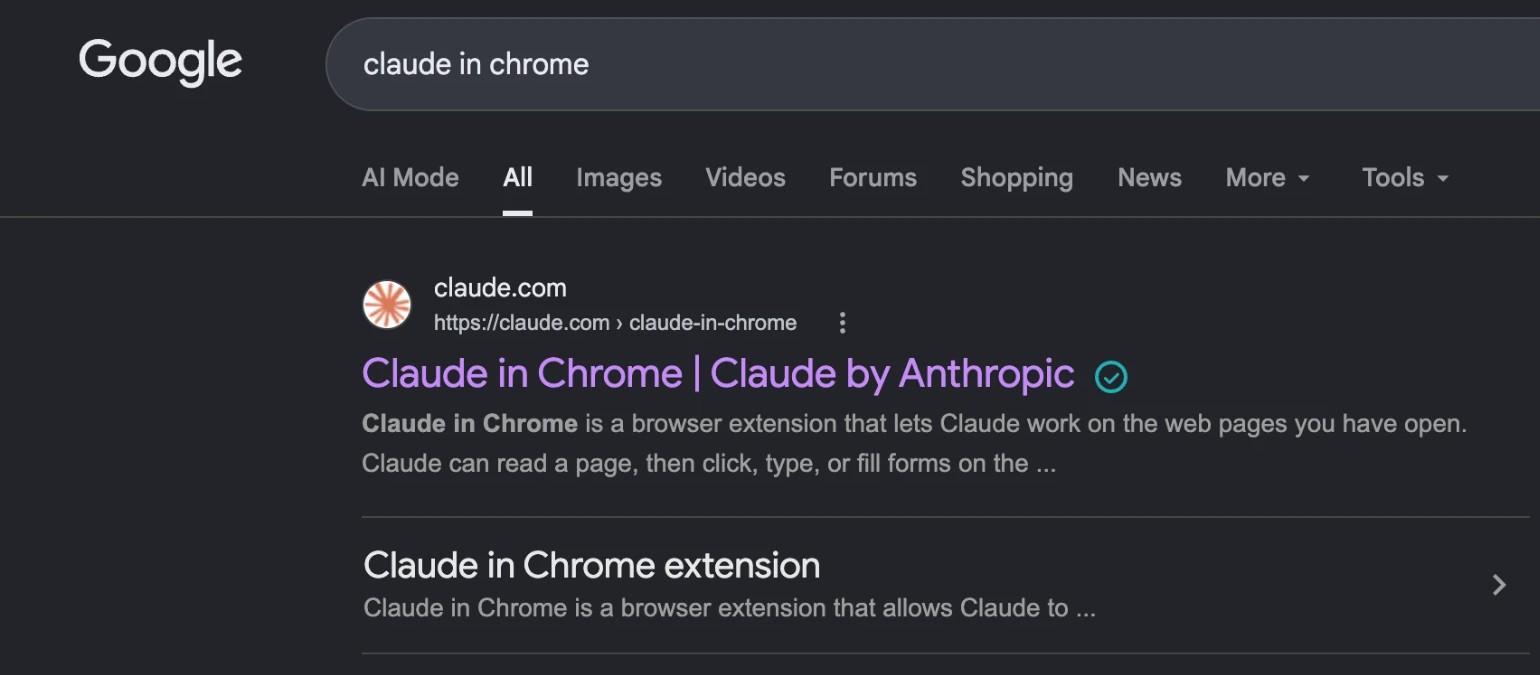 Google
claude in chrome
AI Mode All Images Videos Forums Shopping News More Tools
claude.com
https://claude.com › claude-in-chrome
Claude in Chrome | Claude by Anthropic
Claude in Chrome is a browser extension that lets Claude work on the web pages you have open.
Claude can read a page, then click, type, or fill forms on the ...
Claude in Chrome extension
Claude in Chrome is a browser extension that allows Claude to ...